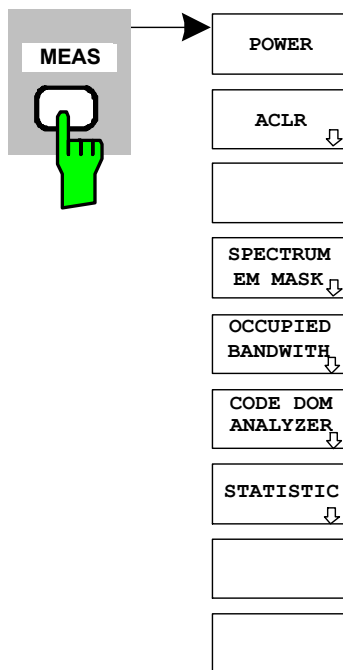 MEAS
POWER
ACLR
SPECTRUM
EM MASK
OCCUPIED
BANDWITH
CODE DOM
ANALYZER
STATISTIC